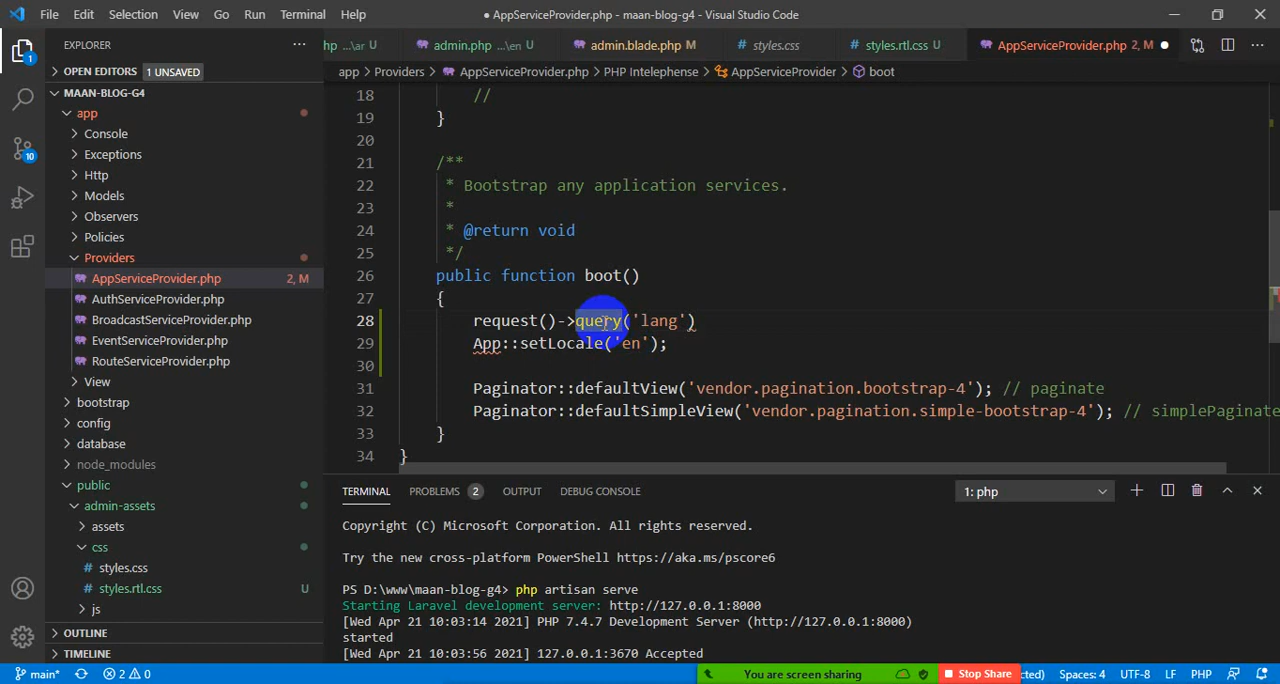 File Edit Selection View Go Run Terminal Help ● AppServiceProvider.php - maan-blog-g4 - Visual Studio Code
EXPLORER ···
hp ...\ar U admin.php ...\en U admin.blade.php M styles.css styles.rtl.css U AppServiceProvider.php 2, M ●
OPEN EDITORS 1 UNSAVED
app > Providers > AppServiceProvider.php > PHP Intelephense > AppServiceProvider > boot
MAAN-BLOG-G4
app
Console
Exceptions
Http
Models
Observers
Policies
Providers
AppServiceProvider.php 2, M
AuthServiceProvider.php
BroadcastServiceProvider.php
EventServiceProvider.php
RouteServiceProvider.php
View
bootstrap
config
database
node_modules
public
admin-assets
assets
css
styles.css
styles.rtl.css U
js
OUTLINE
TIMELINE
1
10
18 //
19 }
20
21 /**
22 * Bootstrap any application services.
23 *
24 * @return void
25 */
26 public function boot()
27 {
28 request()->query('lang')
29 App::setLocale('en');
30
31 Paginator::defaultView('vendor.pagination.bootstrap-4'); // paginate
32 Paginator::defaultSimpleView('vendor.pagination.simple-bootstrap-4'); // simplePaginate
33 }
34 }
TERMINAL PROBLEMS 2 OUTPUT DEBUG CONSOLE 1: php
Copyright (C) Microsoft Corporation. All rights reserved.
Try the new cross-platform PowerShell https://aka.ms/pscore6
PS D:\www\maan-blog-g4> php artisan serve
Starting Laravel development server: http://127.0.0.1:8000
[Wed Apr 21 10:03:14 2021] PHP 7.4.7 Development Server (http://127.0.0.1:8000)
started
[Wed Apr 21 10:03:56 2021] 127.0.0.1:3670 Accepted
main* 2 0 You are screen sharing Stop Share cted) Spaces: 4 UTF-8 LF PHP